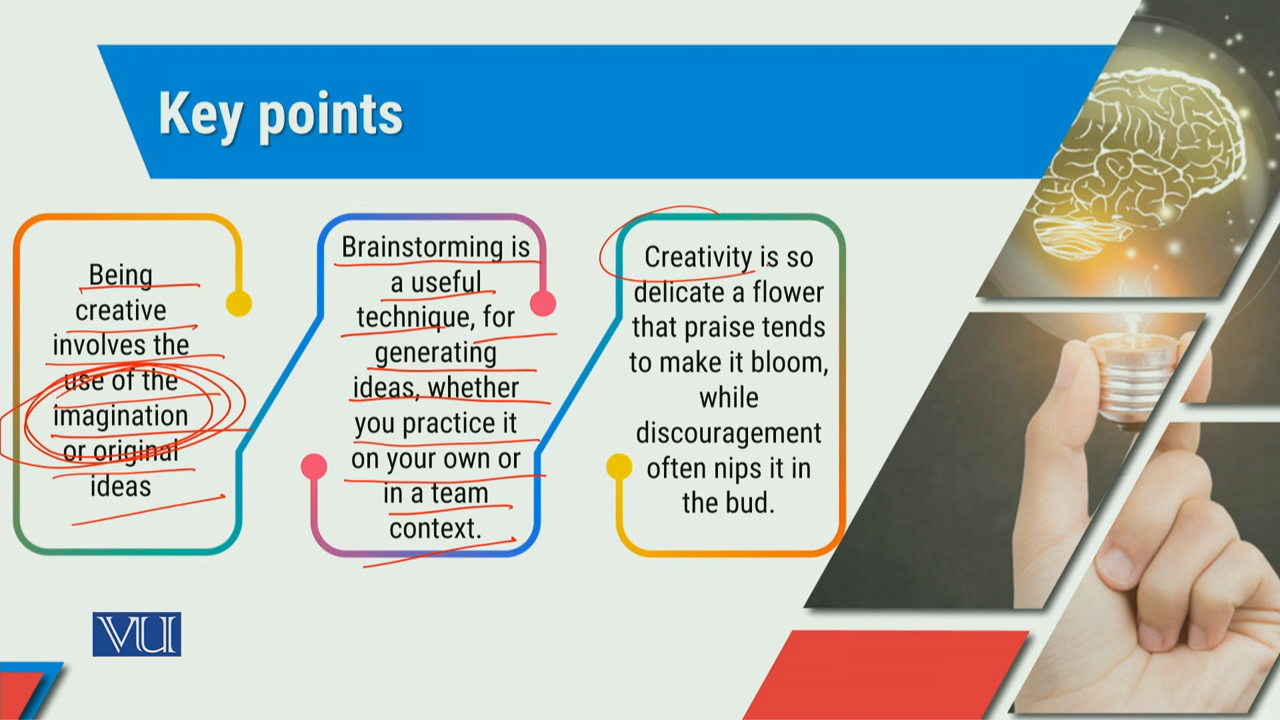 Key points
Being
creative
involves the
use of the
imagination
or original
ideas
Brainstorming is
a useful
technique, for
generating
ideas, whether
you practice it
on your own or
in a team
context.
Creativity is so
delicate a flower
that praise tends
to make it bloom,
while
discouragement
often nips it in
the bud.
VU